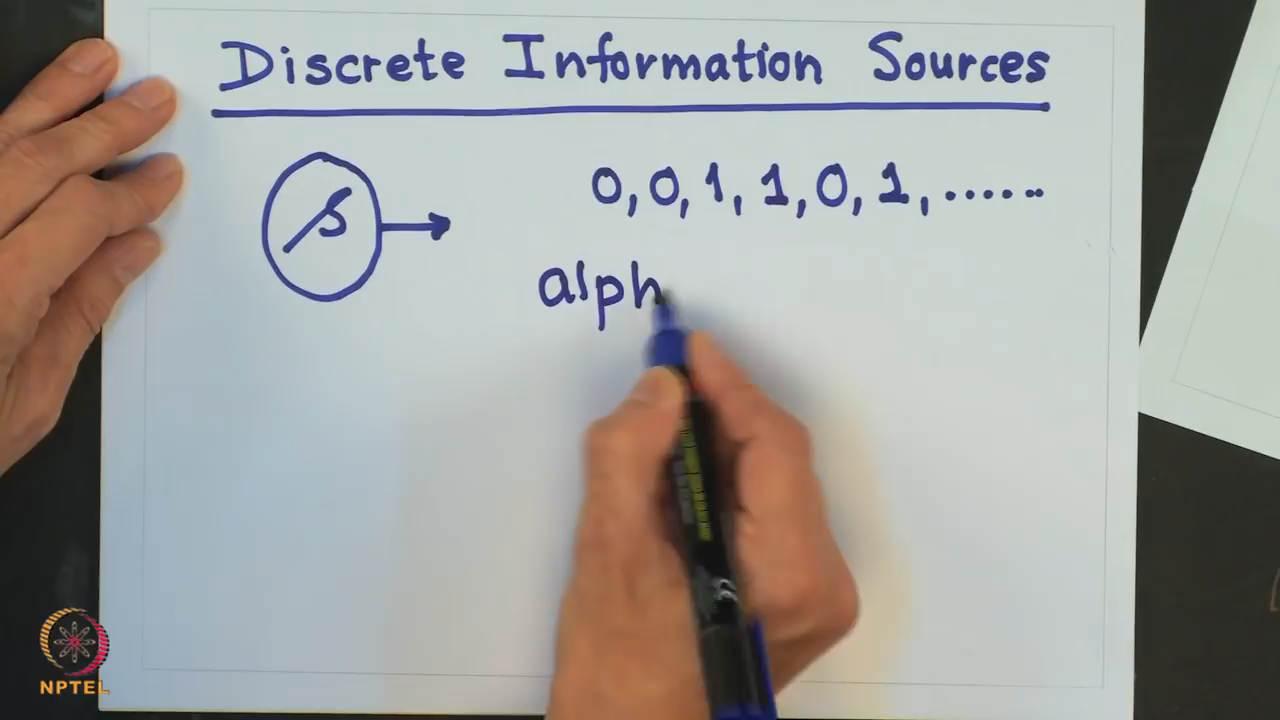 Discrete Information Sources
S
0, 0, 1, 1, 0, 1, ......
alph
NPTEL